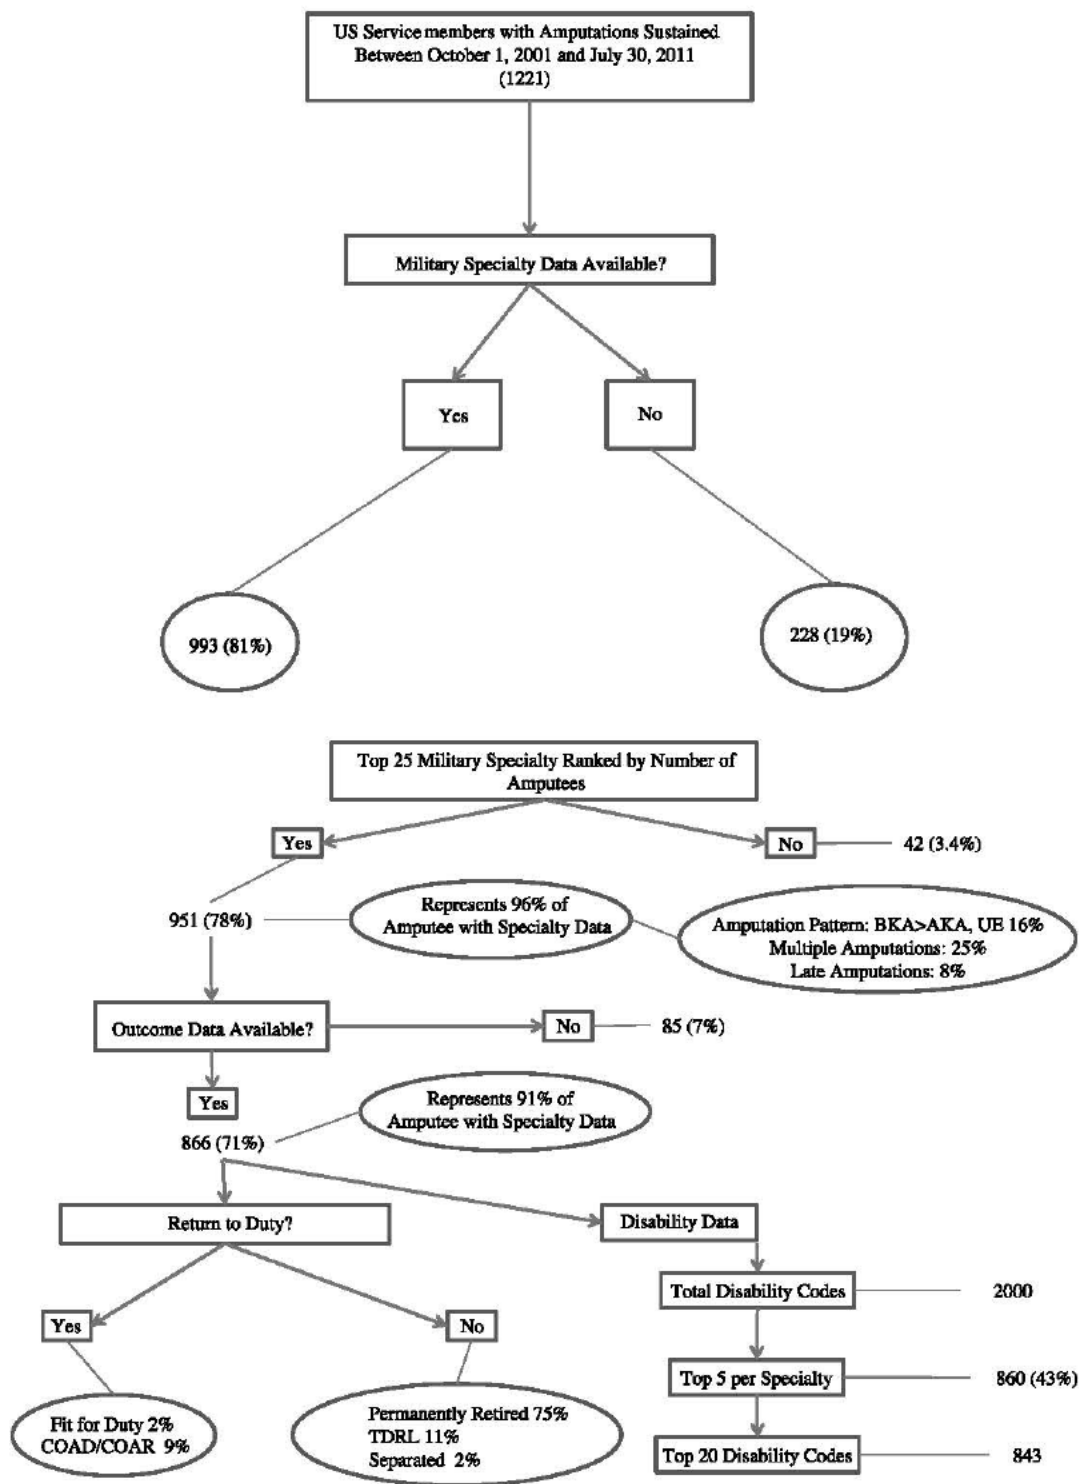 US Service members with Amputations Sustained
Between October 1, 2001 and July 30, 2011
(1221)
Military Specialty Data Available?
Yes
No
993 (81%)
228 (19%)
Top 25 Military Specialty Ranked by Number of
Amputees
Yes
No
42 (3.4%)
951 (78%)
Represents 96% of
Amputee with Specialty Data
Amputation Pattern: BKA>AKA, UE 16%
Multiple Amputations: 25%
Late Amputations: 8%
Outcome Data Available?
No
85 (7%)
Yes
Represents 91% of
Amputee with Specialty Data
866 (71%)
Return to Duty?
Disability Data
Total Disability Codes
2000
Yes
No
Top 5 per Specialty
860 (43%)
Fit for Duty 2%
COAD/COAR 9%
Permanently Retired 75%
TDRL 11%
Separated 2%
Top 20 Disability Codes
843